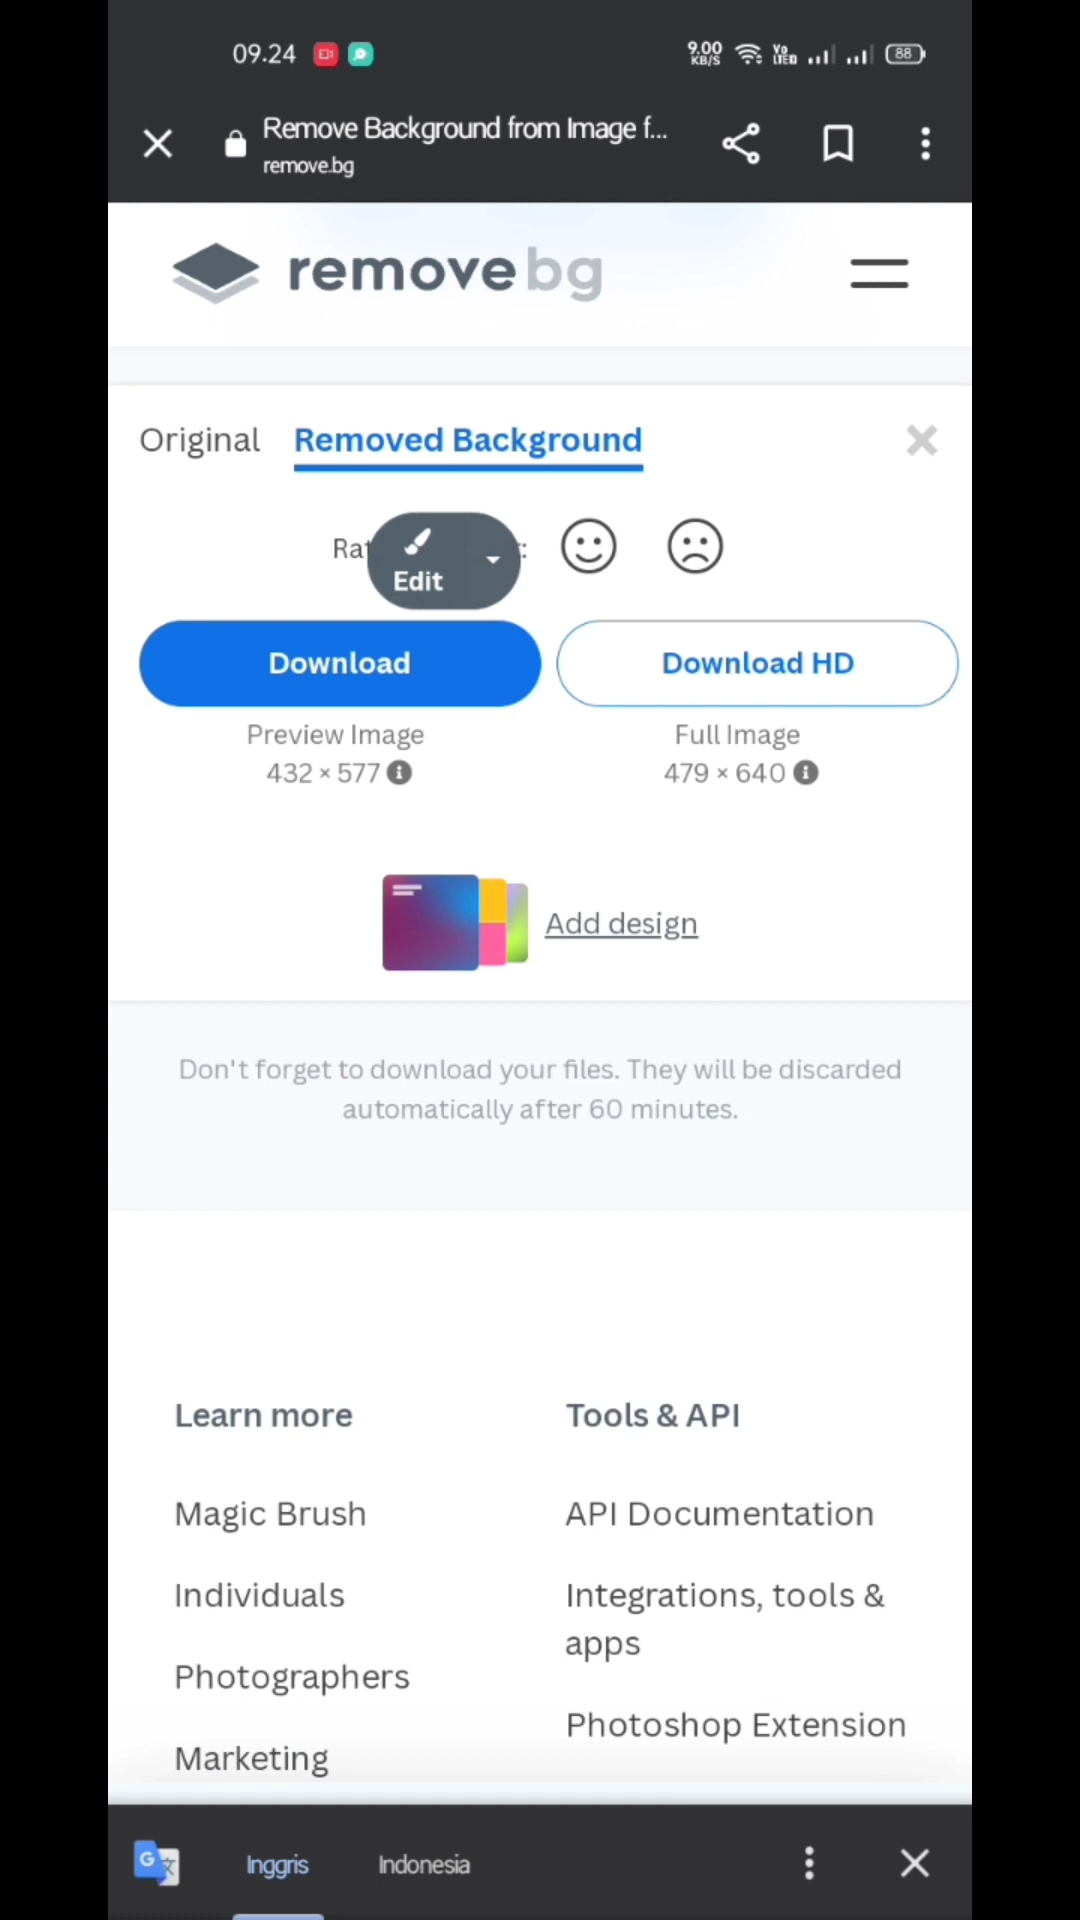 09.24
9.00 KB/S
Vo LTE
88
Remove Background from Image f...
remove.bg
remove bg
Original Removed Background
Edit
Download Download HD
Preview Image Full Image
432 × 577 479 × 640
Add design
Don't forget to download your files. They will be discarded
automatically after 60 minutes.
Learn more Tools & API
Magic Brush API Documentation
Individuals Integrations, tools &
apps
Photographers
Photoshop Extension
Marketing
Inggris Indonesia